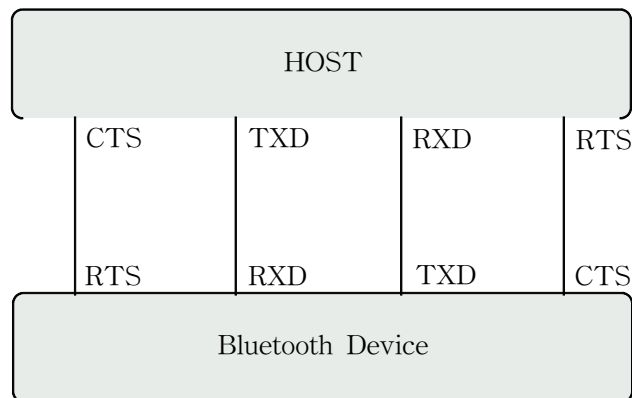 HOST
CTS TXD RXD RTS
RTS RXD TXD CTS
Bluetooth Device